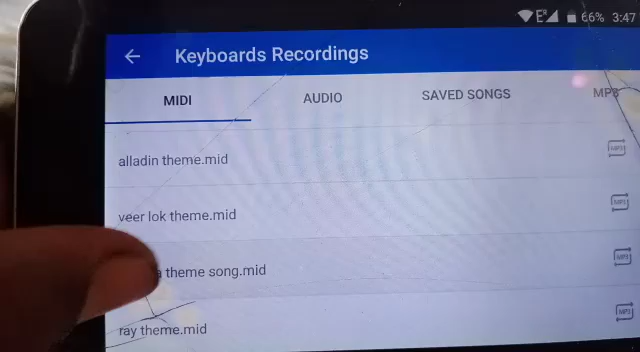 E 66% 3:47
Keyboards Recordings
MIDI AUDIO SAVED SONGS MP3
alladin theme.mid
veer lok theme.mid
theme song.mid
ray theme.mid